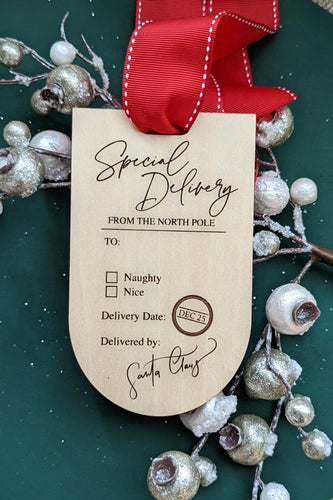 Special
Delivery
FROM THE NORTH POLE
TO:
Naughty
Nice
Delivery Date: DEC 25
Delivered by:
Santa Claus